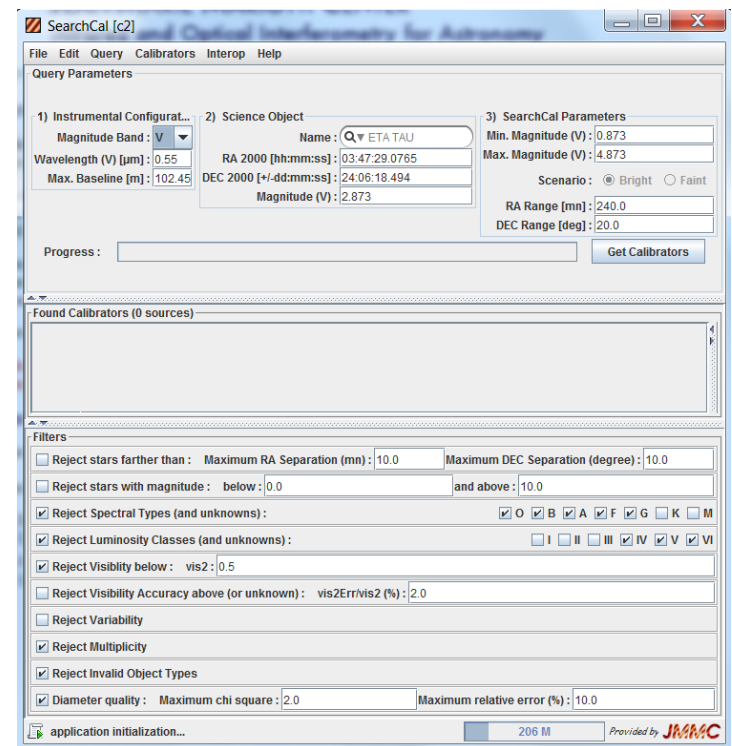 SearchCal [c2]
and Optical Interferometry for Astronomy
File Edit Query Calibrators Interop Help
Query Parameters
1) Instrumental Configurat... 2) Science Object 3) SearchCal Parameters
Magnitude Band : V Name : ETA TAU Min. Magnitude (V) : 0.873
Wavelength (V) [µm] : 0.55 RA 2000 [hh:mm:ss] : 03:47:29.0765 Max. Magnitude (V) : 4.873
Max. Baseline [m] : 102.45 DEC 2000 [+/-dd:mm:ss] : 24:06:18.494 Scenario : Bright Faint
Magnitude (V) : 2.873 RA Range [mn] : 240.0
DEC Range [deg] : 20.0
Progress : Get Calibrators
Found Calibrators (0 sources)
Filters
Reject stars farther than : Maximum RA Separation (mn) : 10.0 Maximum DEC Separation (degree) : 10.0
Reject stars with magnitude : below : 0.0 and above : 10.0
Reject Spectral Types (and unknowns) : O B A F G K M
Reject Luminosity Classes (and unknowns) : I II III IV V VI
Reject Visiblity below : vis2 : 0.5
Reject Visibility Accuracy above (or unknown) : vis2Err/vis2 (%) : 2.0
Reject Variability
Reject Multiplicity
Reject Invalid Object Types
Diameter quality : Maximum chi square : 2.0 Maximum relative error (%) : 10.0
application initialization... 206 M Provided by JMMC